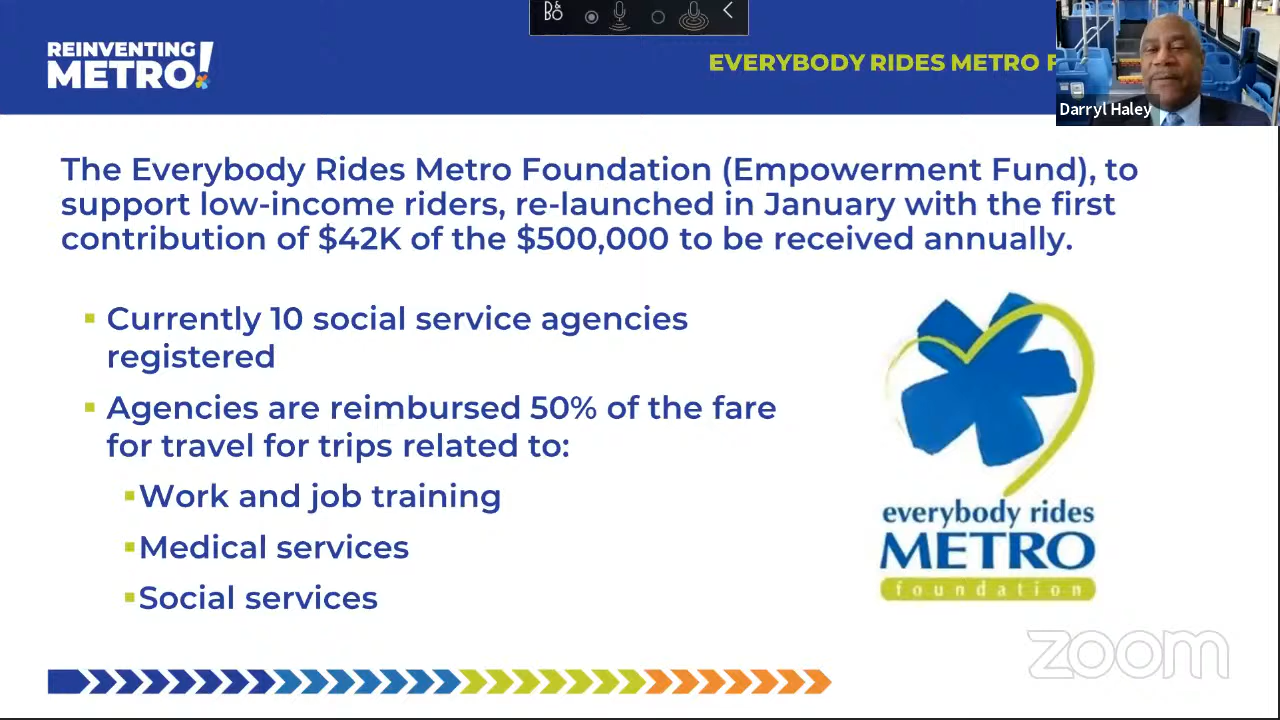 B&O
REINVENTING
METRO!
EVERYBODY RIDES METRO F
Darryl Haley
The Everybody Rides Metro Foundation (Empowerment Fund), to
support low-income riders, re-launched in January with the first
contribution of $42K of the $500,000 to be received annually.
Currently 10 social service agencies
registered
Agencies are reimbursed 50% of the fare
for travel for trips related to:
Work and job training
Medical services
Social services
everybody rides
METRO
foundation
zoom